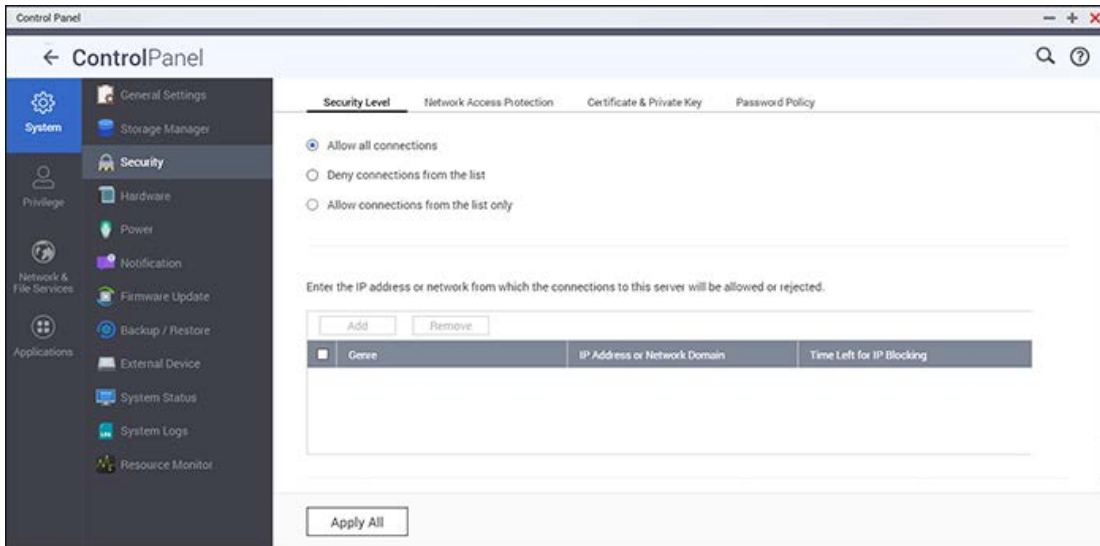 Control Panel
ControlPanel
System
Privilege
Network &
File Services
Applications
General Settings
Storage Manager
Security
Hardware
Power
Notification
Firmware Update
Backup / Restore
External Device
System Status
System Logs
Resource Monitor
Security Level Network Access Protection Certificate & Private Key Password Policy
Allow all connections
Deny connections from the list
Allow connections from the list only
Enter the IP address or network from which the connections to this server will be allowed or rejected.
Add Remove
Genre IP Address or Network Domain Time Left for IP Blocking
Apply All